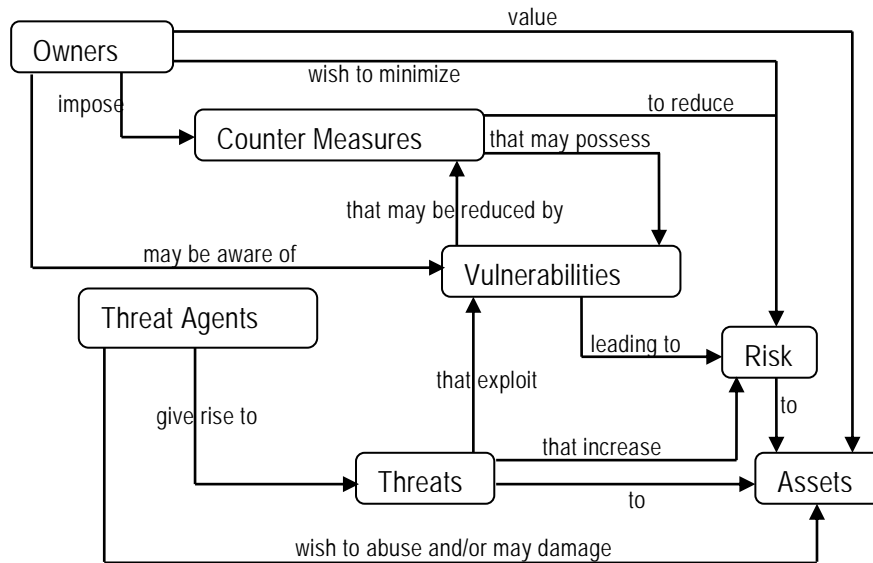 value
Owners
wish to minimize
impose
to reduce
Counter Measures
that may possess
that may be reduced by
may be aware of
Vulnerabilities
Threat Agents
leading to
Risk
that exploit
give rise to
to
that increase
Threats
Assets
to
wish to abuse and/or may damage